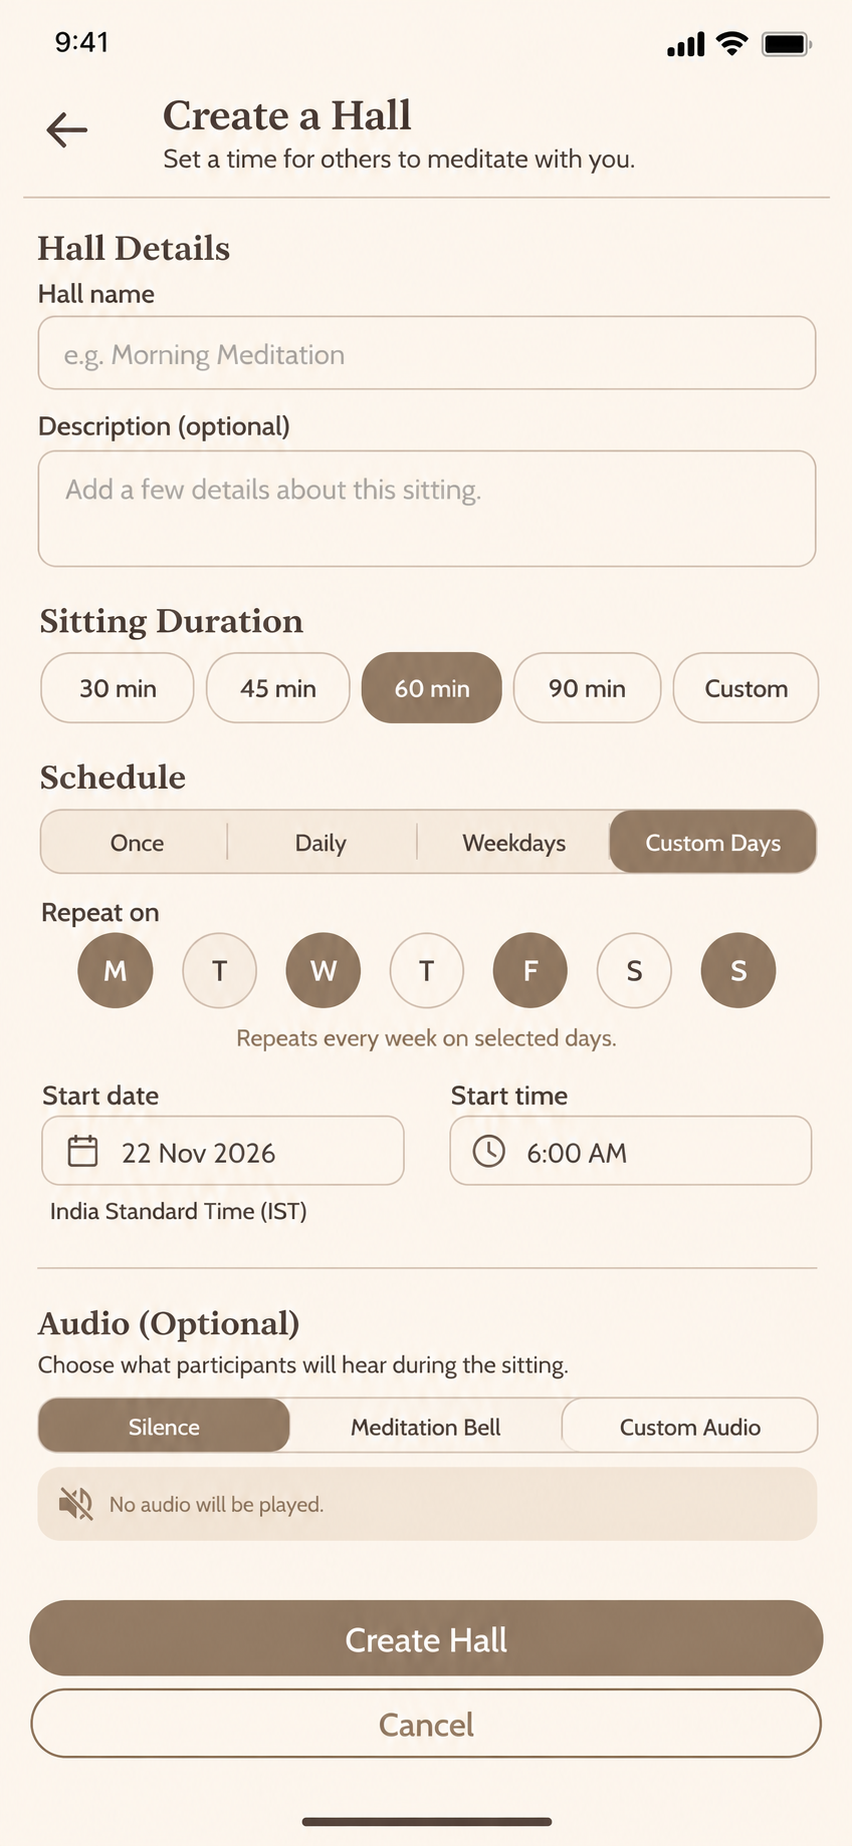 9:41
Create a Hall
Set a time for others to meditate with you.
Hall Details
Hall name
e.g. Morning Meditation
Description (optional)
Add a few details about this sitting.
Sitting Duration
30 min 45 min 60 min 90 min Custom
Schedule
Once Daily Weekdays Custom Days
Repeat on
M T W T F S S
Repeats every week on selected days.
Start date Start time
22 Nov 2026 6:00 AM
India Standard Time (IST)
Audio (Optional)
Choose what participants will hear during the sitting.
Silence Meditation Bell Custom Audio
No audio will be played.
Create Hall
Cancel